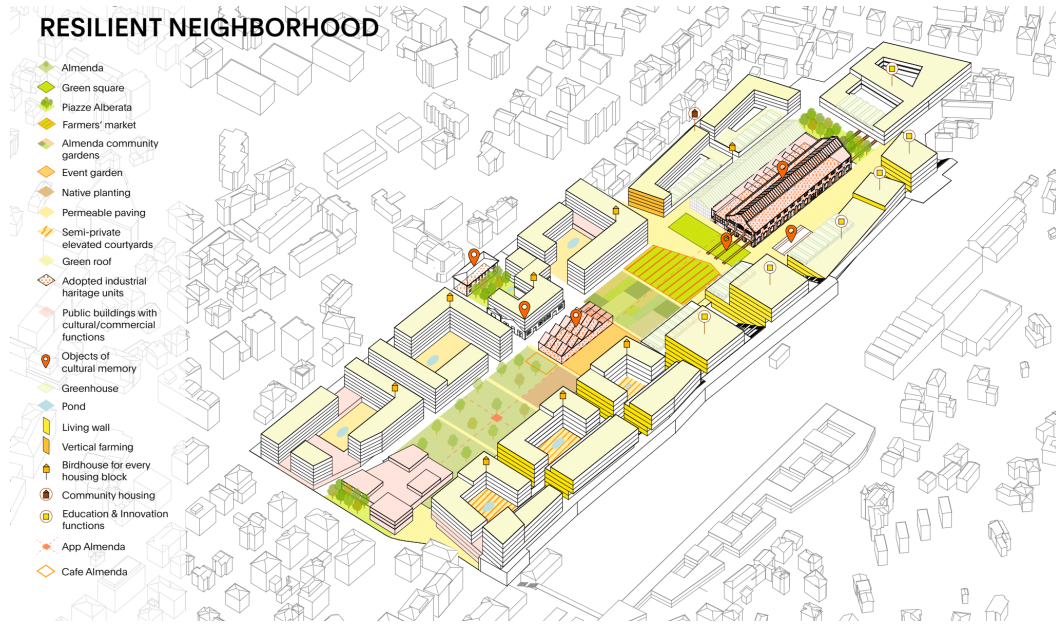 RESILIENT NEIGHBORHOOD
Almenda
Green square
Piazze Alberata
Farmers' market
Almenda community
gardens
Event garden
Native planting
Permeable paving
Semi-private
elevated courtyards
Green roof
Adopted industrial
haritage units
Public buildings with
cultural/commercial
functions
Objects of
cultural memory
Greenhouse
Pond
Living wall
Vertical farming
Birdhouse for every
housing block
Community housing
Education & Innovation
functions
App Almenda
Cafe Almenda